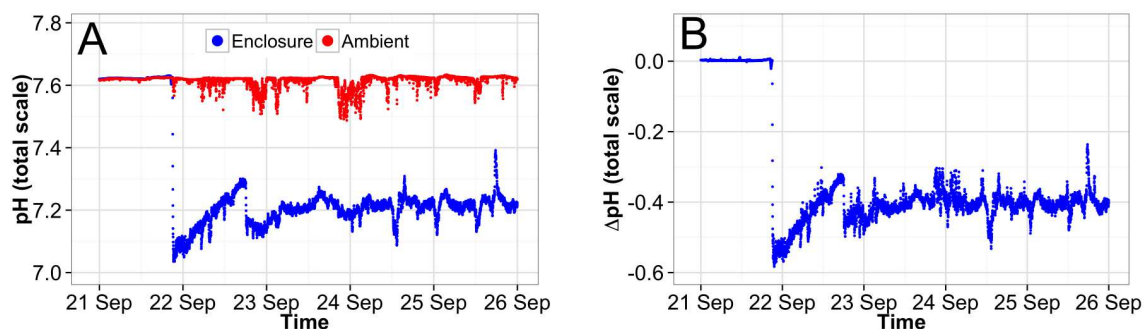 A
Enclosure Ambient
pH (total scale)
7.8
7.6
7.4
7.2
7.0
21 Sep 22 Sep 23 Sep 24 Sep 25 Sep 26 Sep
Time
B
ΔpH (total scale)
0.0
-0.2
-0.4
-0.6
21 Sep 22 Sep 23 Sep 24 Sep 25 Sep 26 Sep
Time